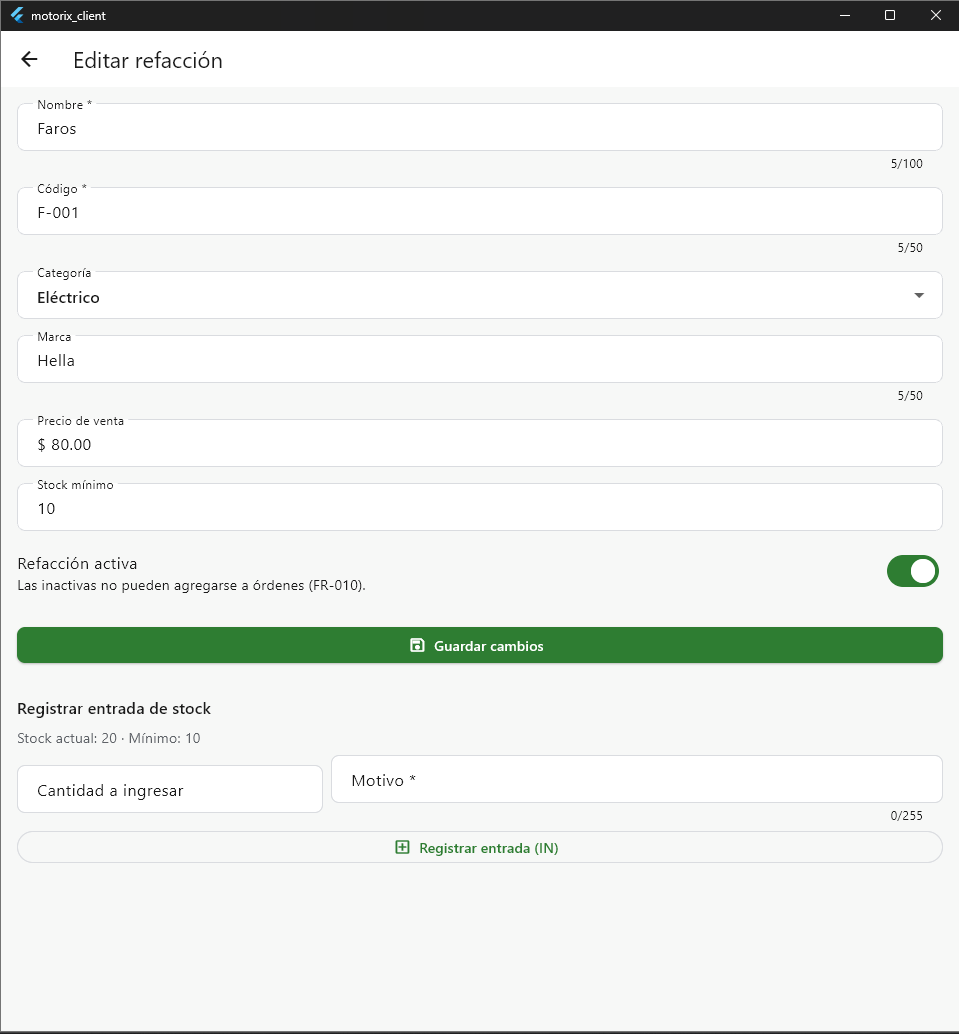 motorix_client
Editar refacción
Nombre *
Faros
5/100
Código *
F-001
5/50
Categoría
Eléctrico
Marca
Hella
5/50
Precio de venta
$ 80.00
Stock mínimo
10
Refacción activa
Las inactivas no pueden agregarse a órdenes (FR-010).
Guardar cambios
Registrar entrada de stock
Stock actual: 20 · Mínimo: 10
Cantidad a ingresar
Motivo *
0/255
Registrar entrada (IN)